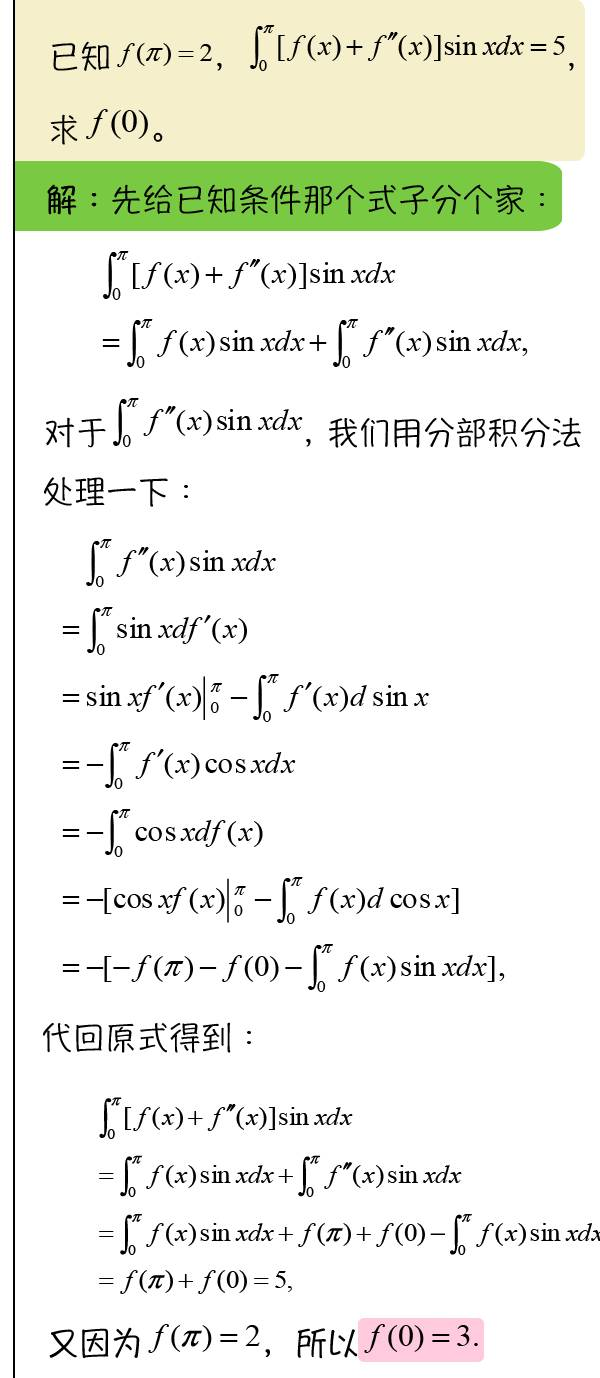 已知 f(π)=2, ∫₀^π [f(x)+f″(x)]sin xdx=5,
求 f(0)。
解：先给已知条件那个式子分个家：
∫₀^π [f(x)+f″(x)]sin xdx
=∫₀^π f(x)sin xdx+∫₀^π f″(x)sin xdx,
对于∫₀^π f″(x)sin xdx, 我们用分部积分法
处理一下：
∫₀^π f″(x)sin xdx
=∫₀^π sin xdf′(x)
=sin xf′(x)|₀^π −∫₀^π f′(x)d sin x
=−∫₀^π f′(x)cos xdx
=−∫₀^π cos xdf(x)
=−[cos xf(x)|₀^π −∫₀^π f(x)d cos x]
=−[−f(π)−f(0)−∫₀^π f(x)sin xdx],
代回原式得到：
∫₀^π [f(x)+f″(x)]sin xdx
=∫₀^π f(x)sin xdx+∫₀^π f″(x)sin xdx
=∫₀^π f(x)sin xdx+f(π)+f(0)−∫₀^π f(x)sin xdx
=f(π)+f(0)=5,
又因为 f(π)=2, 所以 f(0)=3.